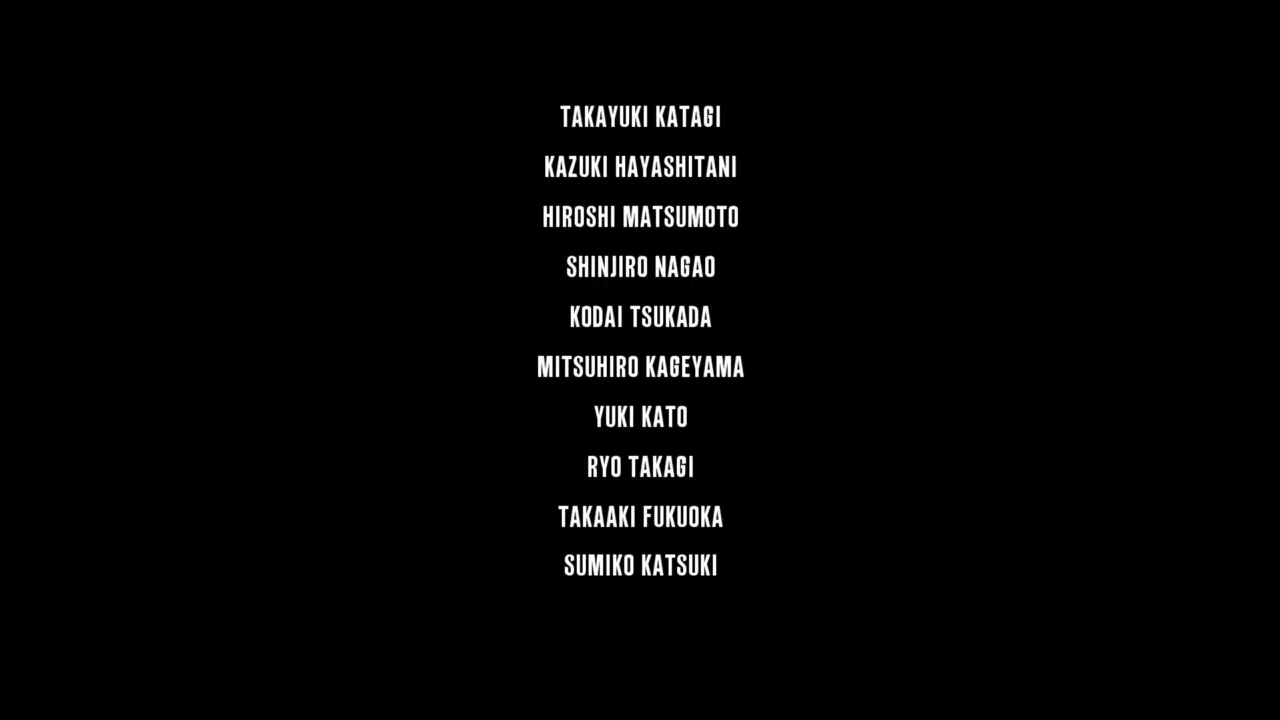 TAKAYUKI KATAGI
KAZUKI HAYASHITANI
HIROSHI MATSUMOTO
SHINJIRO NAGAO
KODAI TSUKADA
MITSUHIRO KAGEYAMA
YUKI KATO
RYO TAKAGI
TAKAAKI FUKUOKA
SUMIKO KATSUKI